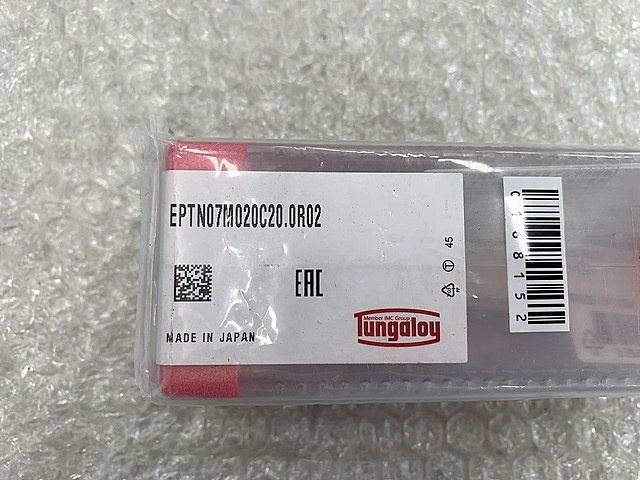 EPTN07M020C20.0R02
EAC
45
MADE IN JAPAN
Member IMC Group
Tungaloy